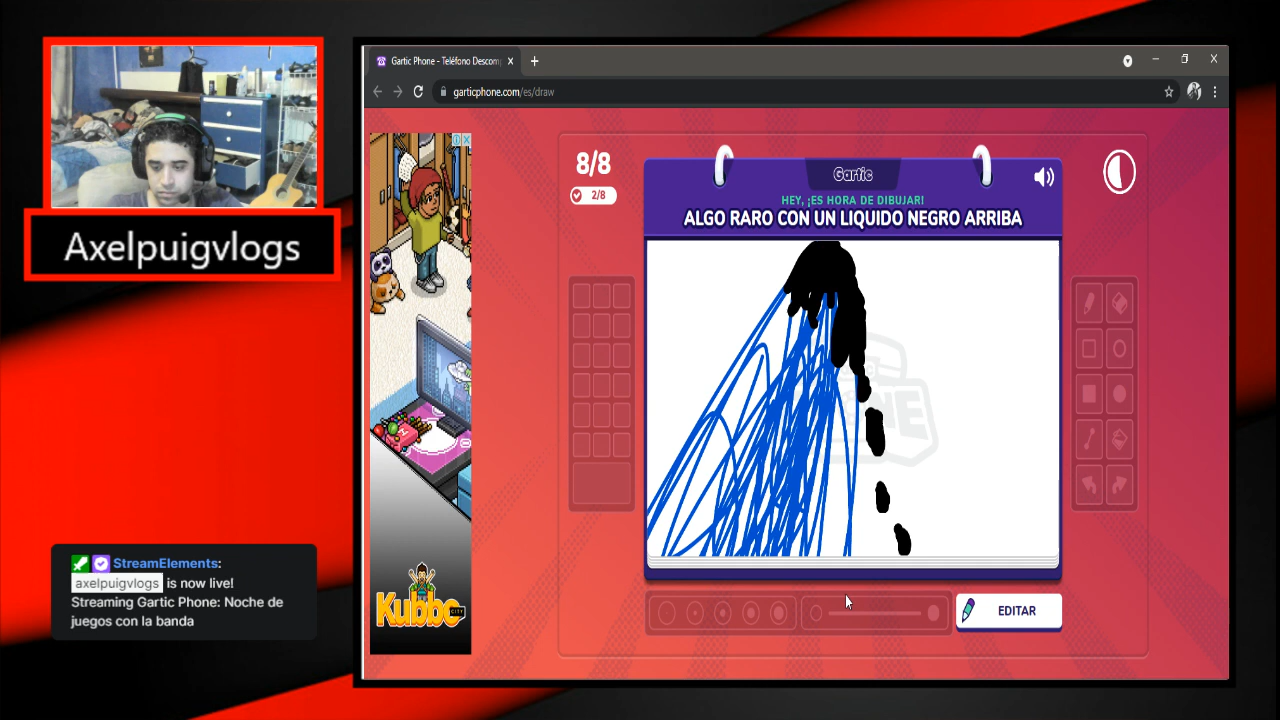 Gartic Phone - Teléfono Descom
garticphone.com/es/draw
Axelpuigvlogs
8/8
2/8
Gartic
HEY, ¡ES HORA DE DIBUJAR!
ALGO RARO CON UN LIQUIDO NEGRO ARRIBA
StreamElements:
axelpuigvlogs is now live!
Streaming Gartic Phone: Noche de
juegos con la banda
Kubbo
CITY
EDITAR